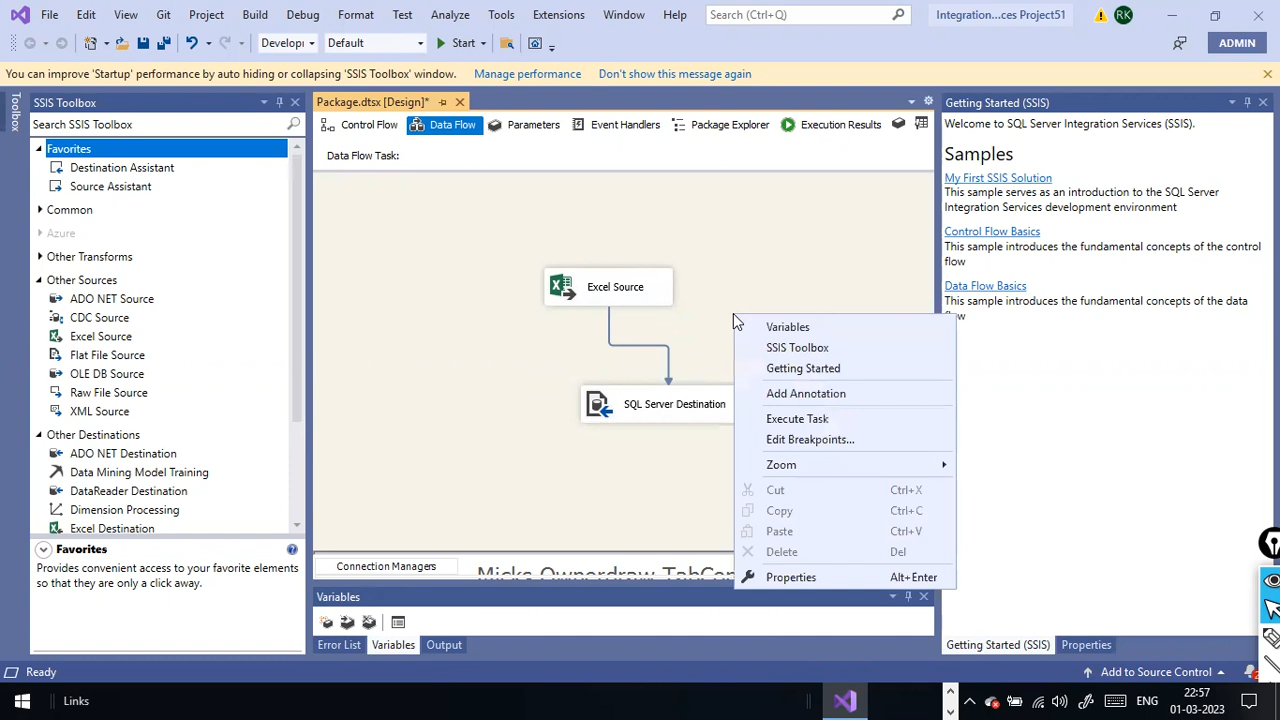 File Edit View Git Project Build Debug Format Test Analyze Tools Extensions Window Help Search (Ctrl+Q) Integration...ces Project51 RK
Developi Default Start ADMIN
You can improve 'Startup' performance by auto hiding or collapsing 'SSIS Toolbox' window. Manage performance Don't show this message again
Toolbox
SSIS Toolbox
Search SSIS Toolbox
Favorites
Destination Assistant
Source Assistant
Common
Azure
Other Transforms
Other Sources
ADO NET Source
CDC Source
Excel Source
Flat File Source
OLE DB Source
Raw File Source
XML Source
Other Destinations
ADO NET Destination
Data Mining Model Training
DataReader Destination
Dimension Processing
Excel Destination
Favorites
Provides convenient access to your favorite elements
so that they are only a click away.
Package.dtsx [Design]*
Control Flow Data Flow Parameters Event Handlers Package Explorer Execution Results
Data Flow Task:
Excel Source
SQL Server Destination
Variables
SSIS Toolbox
Getting Started
Add Annotation
Execute Task
Edit Breakpoints...
Zoom
Cut Ctrl+X
Copy Ctrl+C
Paste Ctrl+V
Delete Del
Properties Alt+Enter
Connection Managers
Micks Ownerdraw TabCon
Variables
Error List Variables Output
Getting Started (SSIS)
Welcome to SQL Server Integration Services (SSIS).
Samples
My First SSIS Solution
This sample serves as an introduction to the SQL Server
Integration Services development environment
Control Flow Basics
This sample introduces the fundamental concepts of the control
flow
Data Flow Basics
This sample introduces the fundamental concepts of the data
flow
Getting Started (SSIS) Properties
Ready Add to Source Control 2
Links ENG 22:57
01-03-2023